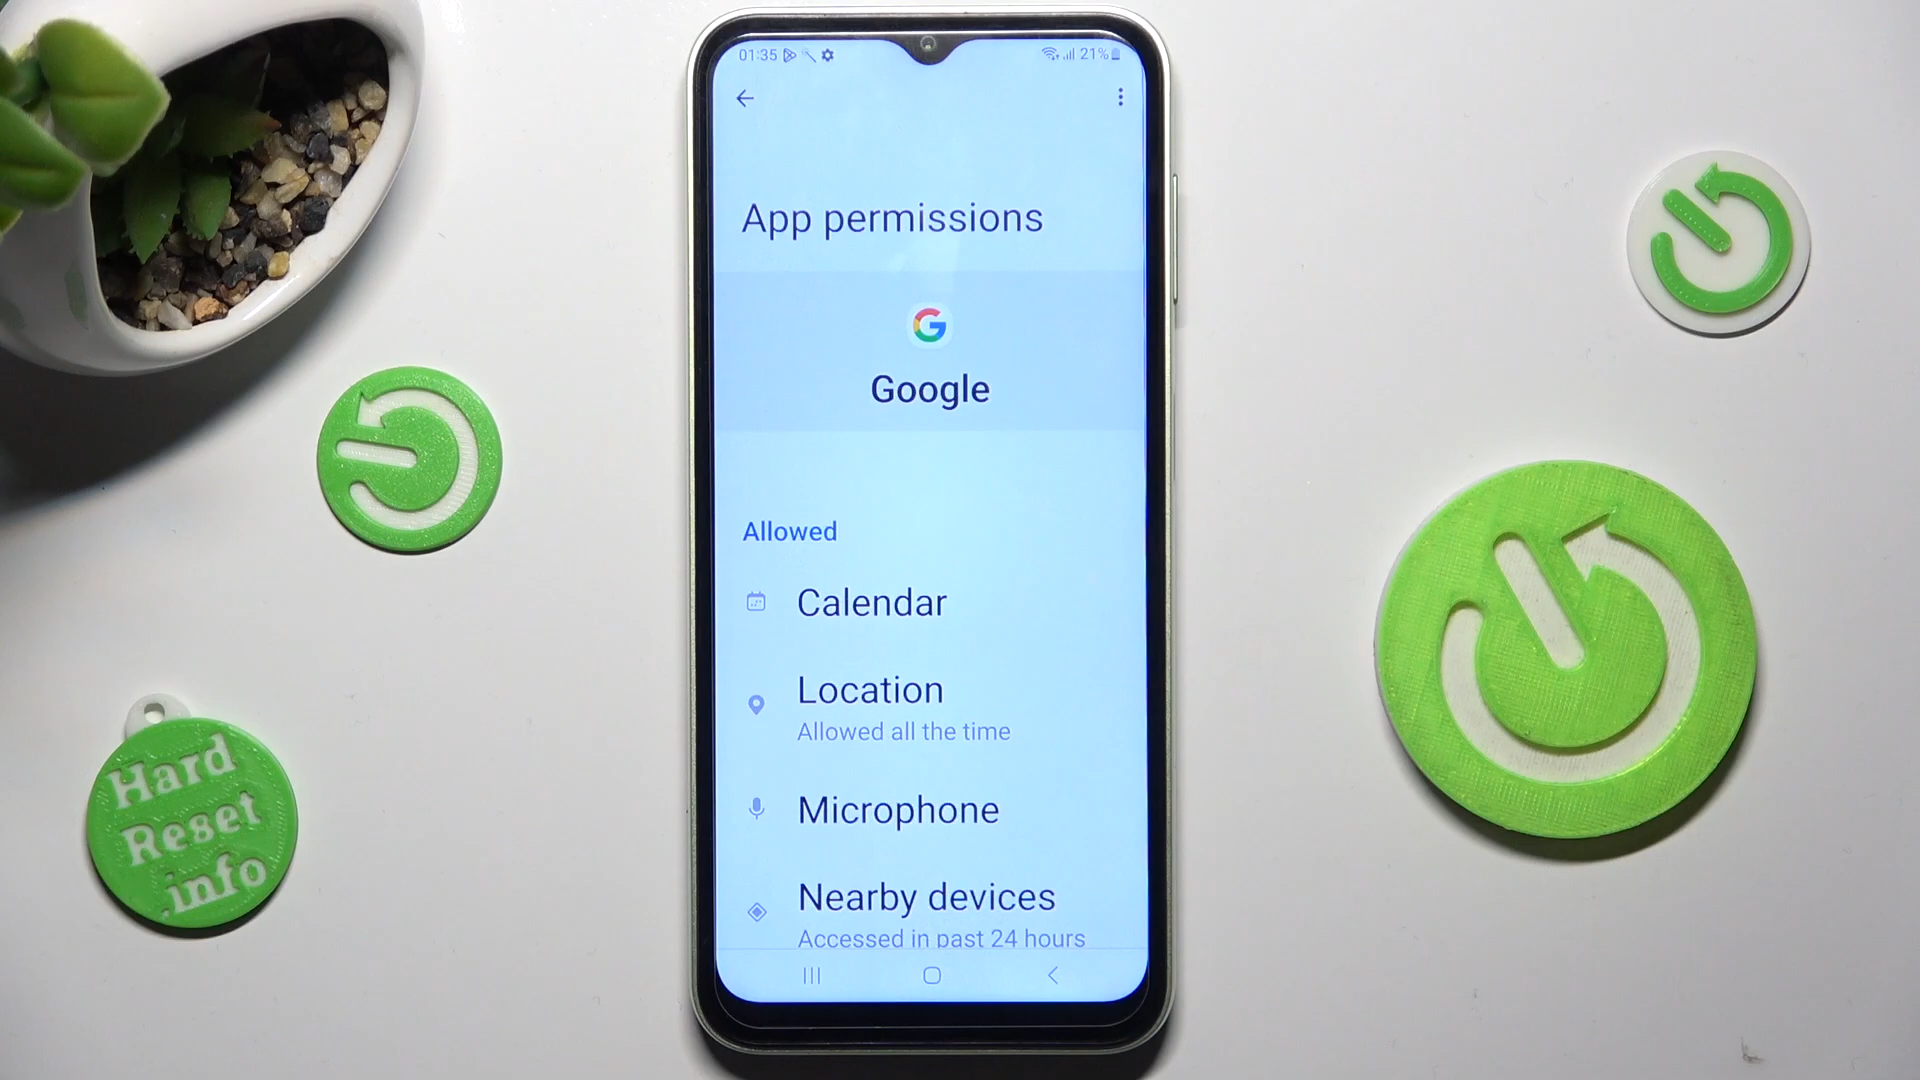 01:35
21%
App permissions
Google
Allowed
Calendar
Location
Allowed all the time
Microphone
Nearby devices
Accessed in past 24 hours
Hard
Reset
.info